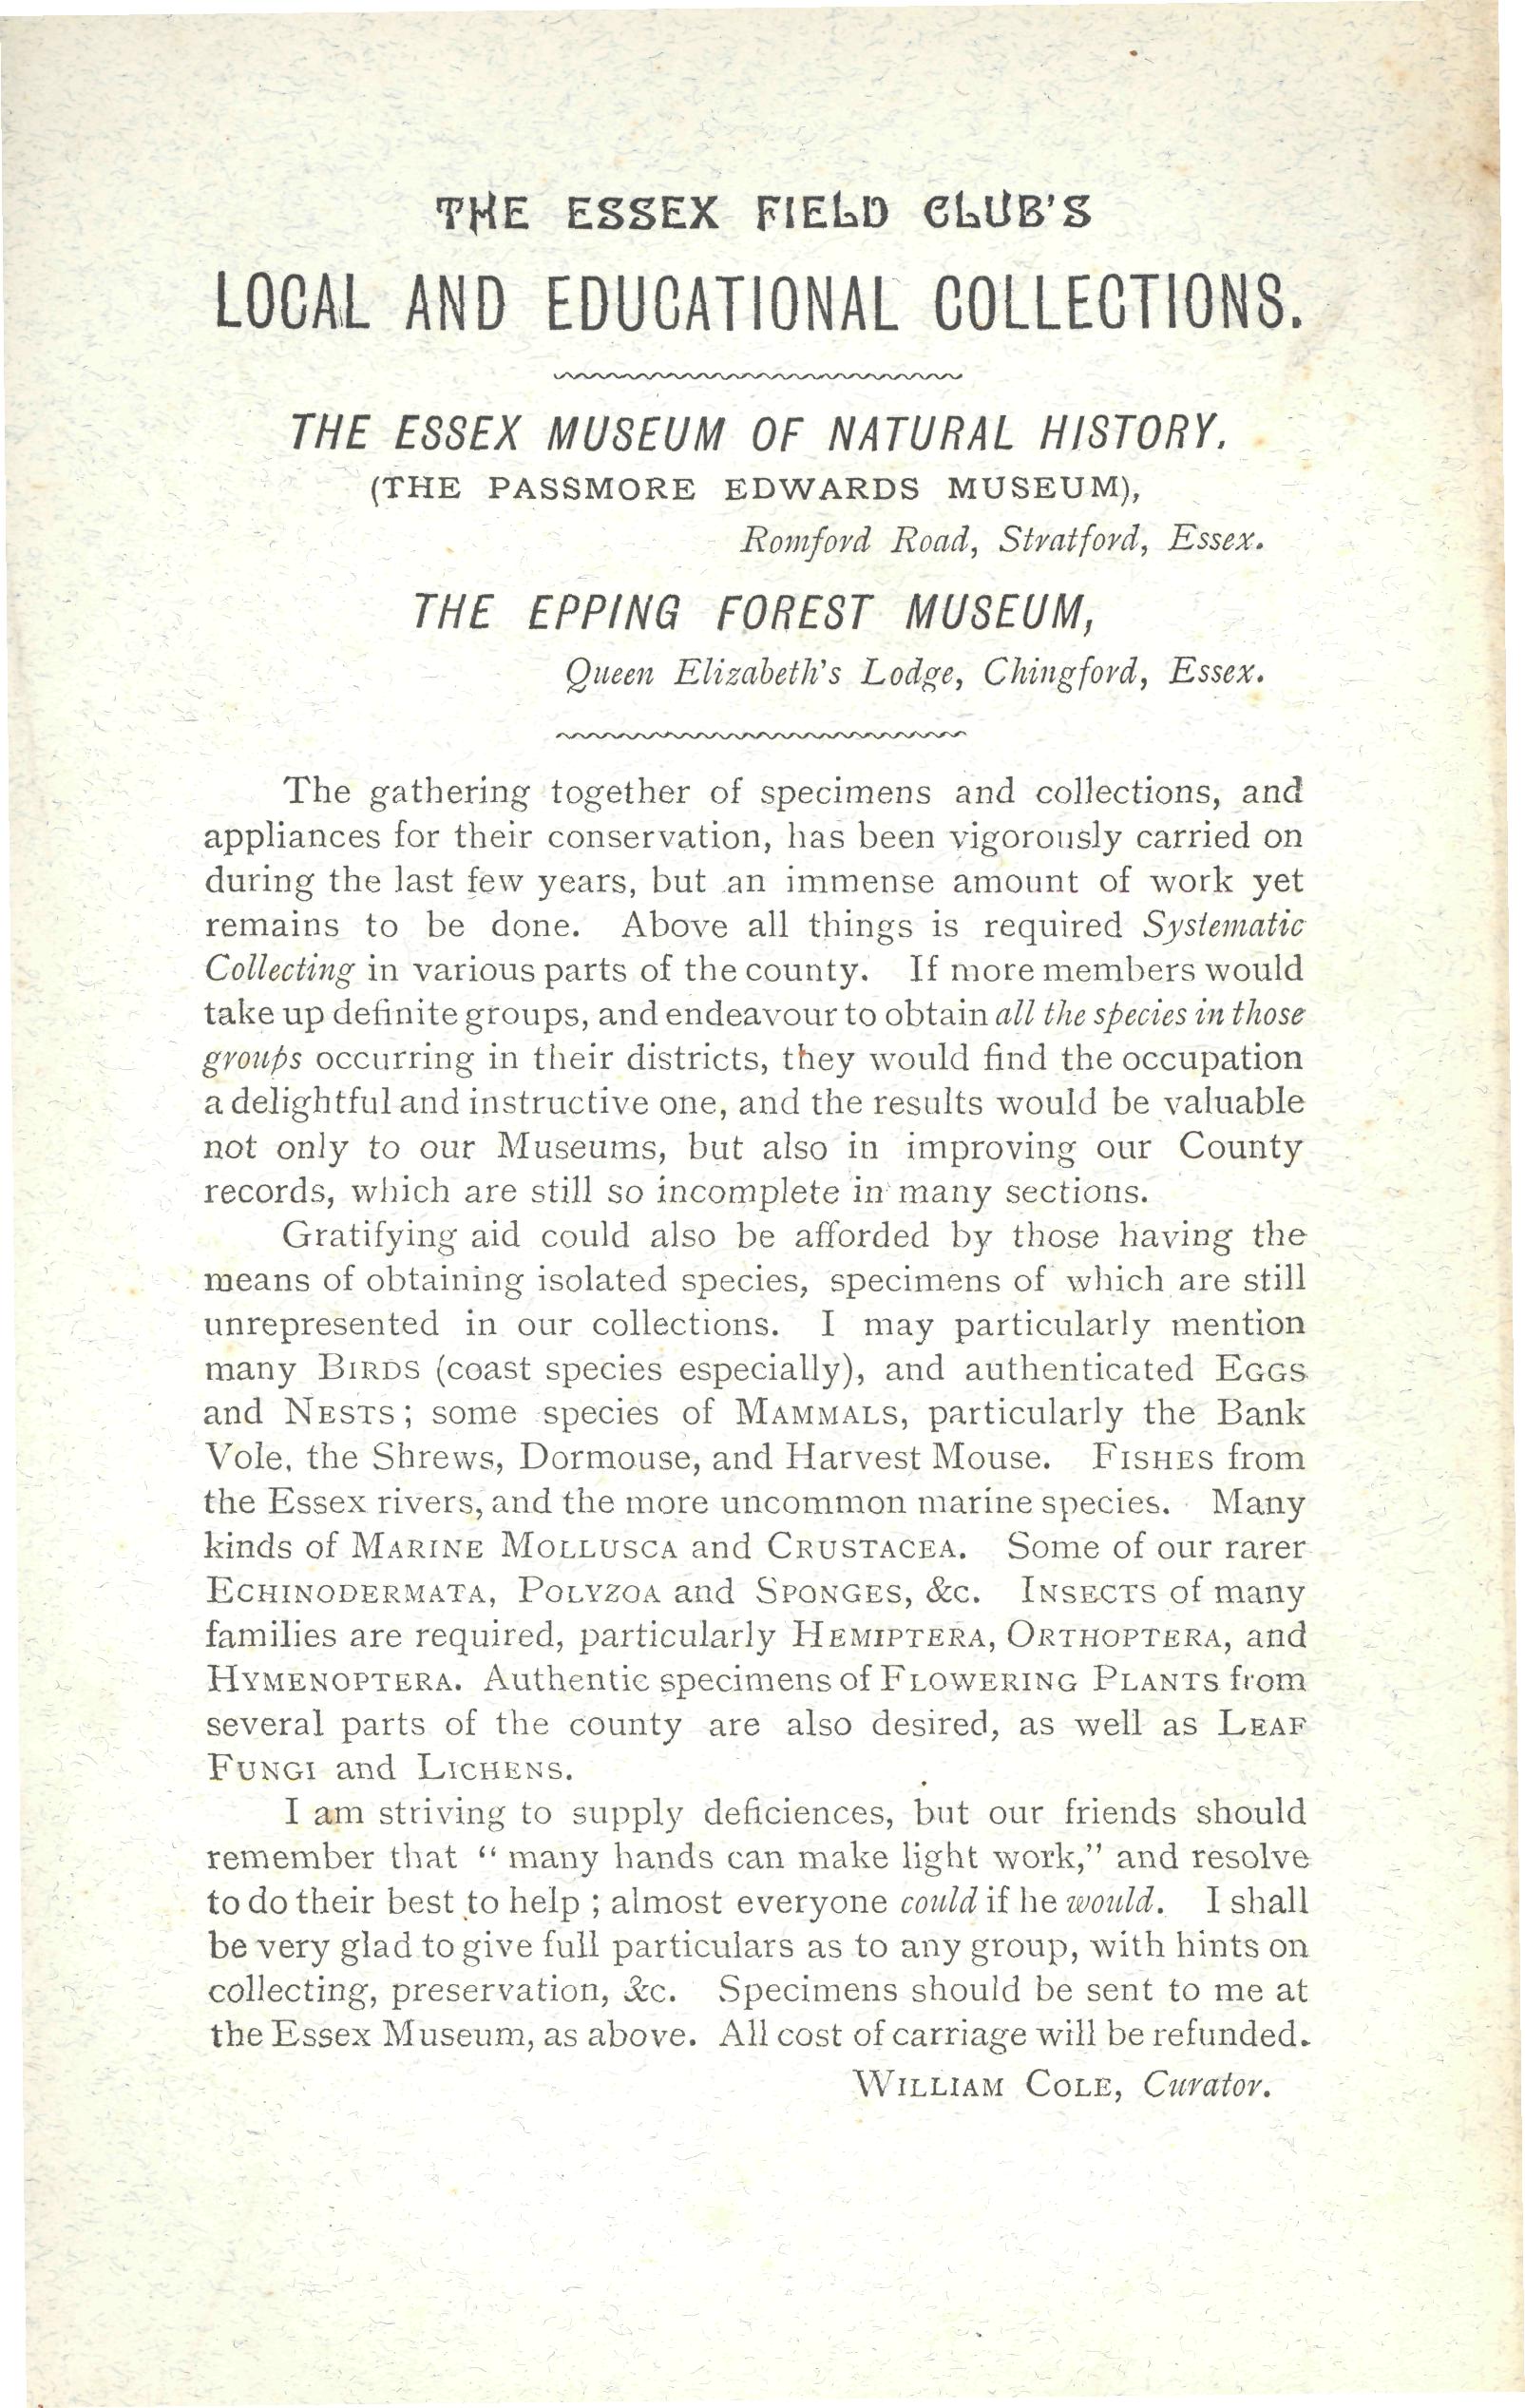 THE ESSEX FIELD CLUB'S
LOCAL AND EDUCATIONAL COLLECTIONS.
THE ESSEX MUSEUM OF NATURAL HISTORY.
(THE PASSMORE EDWARDS MUSEUM),
Romford Road, Stratford, Essex.
THE EPPING FOREST MUSEUM,
Queen Elizabeth's Lodge, Chingford, Essex.
The gathering together of specimens and collections, and
appliances for their conservation, has been vigorously carried on
during the last few years, but an immense amount of work yet
remains to be done. Above all things is required Systematic
Collecting in various parts of the county. If more members would
take up definite groups, and endeavour to obtain all the species in those
groups occurring in their districts, they would find the occupation
a delightful and instructive one, and the results would be valuable
not only to our Museums, but also in improving our County
records, which are still so incomplete in many sections.
Gratifying aid could also be afforded by those having the
means of obtaining isolated species, specimens of which are still
unrepresented in our collections. I may particularly mention
many BIRDS (coast species especially), and authenticated EGGS
and NESTS; some species of MAMMALS, particularly the Bank
Vole, the Shrews, Dormouse, and Harvest Mouse. FISHES from
the Essex rivers, and the more uncommon marine species. Many
kinds of MARINE MOLLUSCA and CRUSTACEA. Some of our rarer
ECHINODERMATA, POLYZOA and SPONGES, &c. INSECTS of many
families are required, particularly HEMIPTERA, ORTHOPTERA, and
HYMENOPTERA. Authentic specimens of FLOWERING PLANTS from
several parts of the county are also desired, as well as LEAF
FUNGI and LICHENS.
I am striving to supply deficiences, but our friends should
remember that "many hands can make light work," and resolve
to do their best to help; almost everyone could if he would. I shall
be very glad to give full particulars as to any group, with hints on
collecting, preservation, &c. Specimens should be sent to me at
the Essex Museum, as above. All cost of carriage will be refunded.
WILLIAM COLE, Curator.